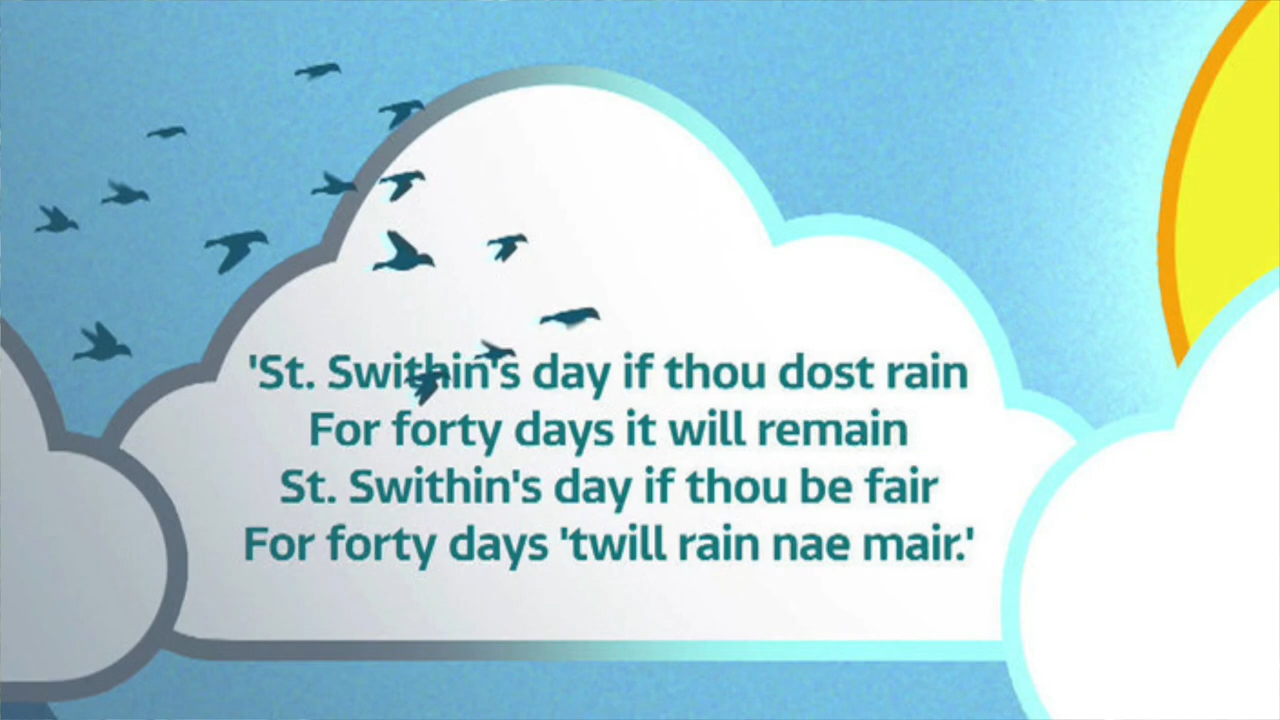 'St. Swithin's day if thou dost rain
For forty days it will remain
St. Swithin's day if thou be fair
For forty days 'twill rain nae mair.'